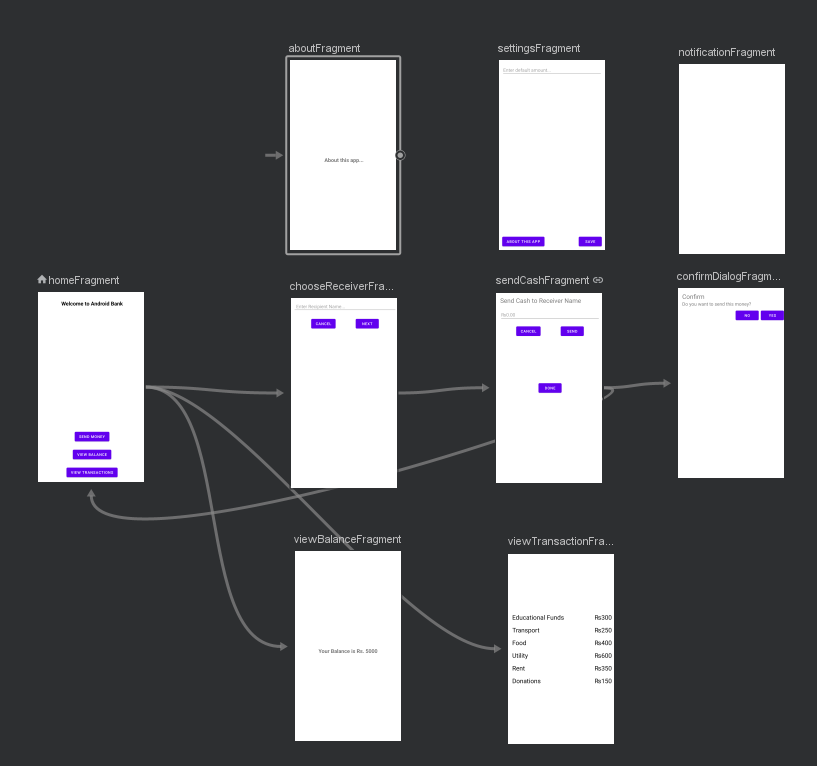 aboutFragment
About this app...
settingsFragment
Enter default amount...
ABOUT THIS APP
SAVE
notificationFragment
homeFragment
Welcome to Android Bank
SEND MONEY
VIEW BALANCE
VIEW TRANSACTIONS
chooseReceiverFra...
Enter Recipient Name...
CANCEL
NEXT
sendCashFragment
Send Cash to Receiver Name
CANCEL
SEND
DONE
confirmDialogFragm...
Confirm
Do you want to send this money?
NO
YES
viewBalanceFragment
Your Balance is Rs. 5000
viewTransactionFra...
Educational Funds Rs300
Transport Rs250
Food Rs400
Utility Rs600
Rent Rs350
Donations Rs150